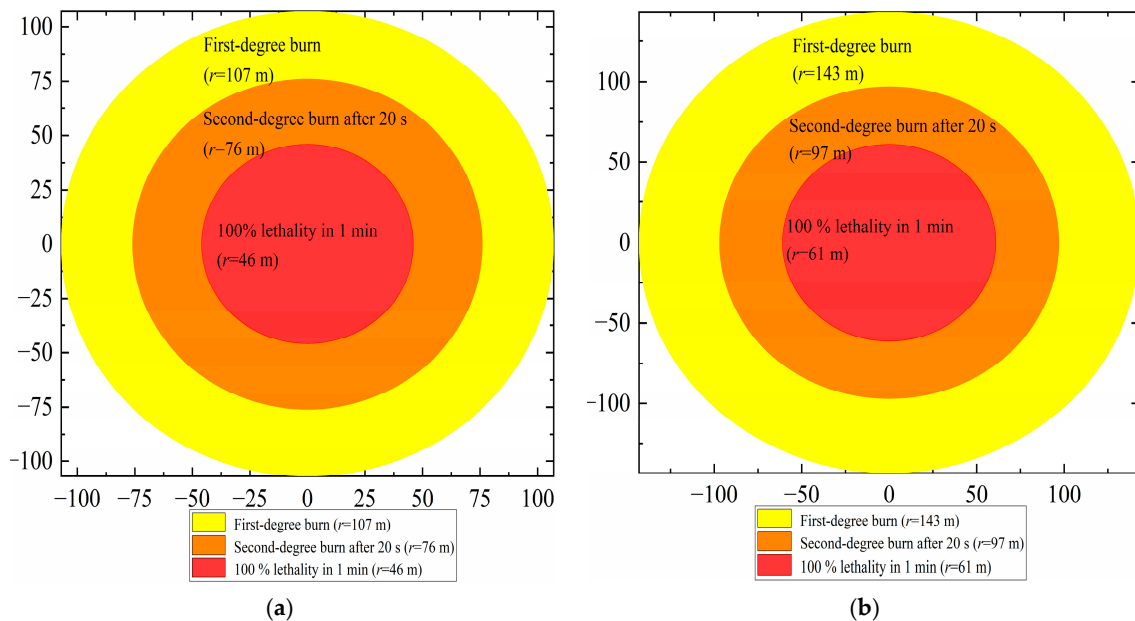 100
75
50
25
0
−25
−50
−75
−100
First-degree burn
(r=107 m)
Second-degree burn after 20 s
(r=76 m)
100% lethality in 1 min
(r=46 m)
−100 −75 −50 −25 0 25 50 75 100
First-degree burn (r=107 m)
Second-degree burn after 20 s (r=76 m)
100 % lethality in 1 min (r=46 m)
(a)
100
50
0
−50
−100
First-degree burn
(r=143 m)
Second-degree burn after 20 s
(r=97 m)
100 % lethality in 1 min
(r=61 m)
−100 −50 0 50 100
First-degree burn (r=143 m)
Second-degree burn after 20 s (r=97 m)
100 % lethality in 1 min (r=61 m)
(b)